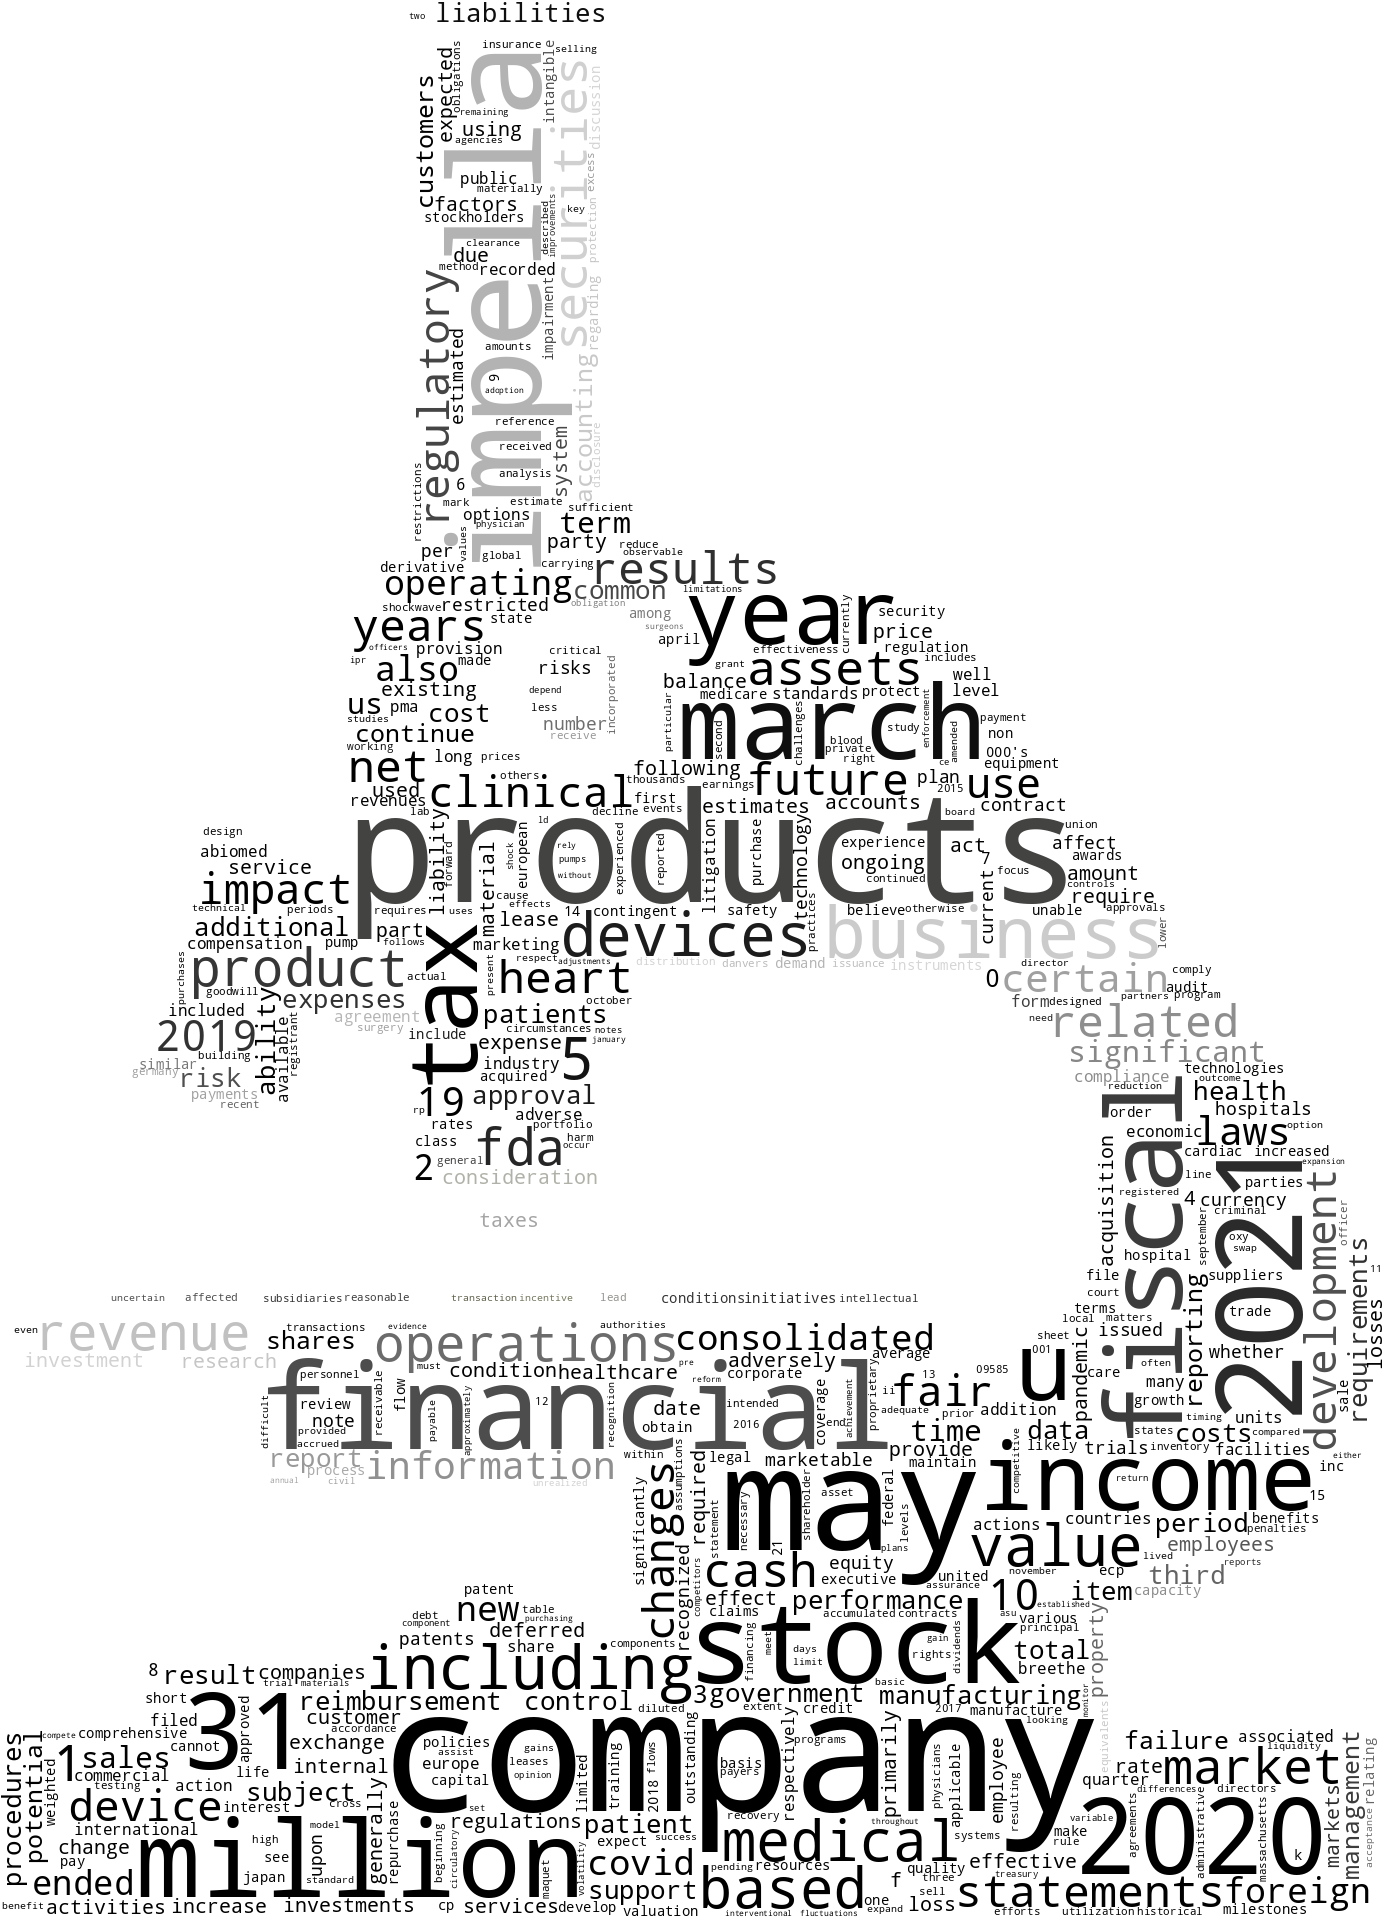 two liabilities
insurance selling
customers expected obligations impella intangible securities discussion
remaining
using
agencies
public
materially
factors
stockholders
excess
key
described improvements protection
clearance
due
method recorded
regulatory estimated
impairment regarding
amounts
9
adoption
accounting disclosure
reference
received
system
analysis
restrictions
6
mark estimate
options sufficient
physician term
per values global party reduce
observable
derivative carrying results
operating common limitations
obligation
year currently
shockwave restricted among security
surgeons
years state april price
officers provision critical effectiveness regulation
ipr also made risks grant assets includes
existing depend incorporated balance well
medicare standards protect level
us pma cost less particular march payment
studies number second challenges blood study enforcement amended non
continue receive private
working right 000's
net long prices following ce equipment
others thousands future plan use
used clinical earnings 2015
revenues first estimates accounts contract
lab decline events board
design ld products union
abiomed liability forward shock european rely experienced reported litigation purchase technology experience act affect
service material pumps ongoing 7 awards
impact cause without continued focus amount
controls
technical periods requires uses effects require
additional part lease 14 contingent safety practices believe otherwise current unable approvals
compensation pump follows marketing devices business lower
product tax present respect adjustments distribution danvers demand issuance instruments director
purchases actual heart 0 certain comply
goodwill expenses october audit
included agreement patients form designed partners program
2019 surgery include circumstances notes need related
building ability available registrant expense january
similar industry significant
germany risk acquired 5 compliance technologies
payments approval reduction outcome
recent rp 19 adverse health
rates portfolio order hospitals
class fda harm economic laws option
occur
2 general acquisition fiscal cardiac increased
consideration line expansion
registered 4 parties
currency
taxes criminal
september 2021 development officer
hospital oxy
swap requirements
file suppliers 11
uncertain affected subsidiaries reasonable transaction incentive lead conditions initiatives intellectual court
terms reporting trade losses
even revenue transactions evidence authorities local matters
shares operations consolidated sheet issued
investment research must pre adversely average u 001 pandemic whether
condition healthcare 09585 care often
personnel financial reform corporate 13 many
difficult review receivable flow payable approximately 12 recognition intended coverage achievement proprietary ii fair growth sale
note date adequate prior addition timing units
provided 2016 end time data states costs compared
accrued obtain
report information within legal marketable provide likely trials inventory facilities either
process maintain competitive inc
annual civil unrealized assumptions may income return
changes required asset 15
significantly statement necessary shareholder federal levels actions countries period benefits
21 penalties
recognized plans value employees
cash equity lived reports
competitors executive united november ecp third
patent effect performance assurance 10 item capacity
debt new table claims accumulated contracts established
component purchasing asu various
patents deferred stock principal
share components financing meet days gain dividends total property
8 result companies including limit rights breethe
trial materials basic
short 31 reimbursement control 3 government manufacturing monitor
filed customer diluted extent credit 2017 manufacture
compete comprehensive approved accordance company looking equivalents
procedures potential cannot exchange policies gains outstanding programs failure associated
1 sales assist basis respectively primarily liquidity
weighted commercial life internal europe leases limited training 2018 flows payers physicians applicable employee resulting rate market management relating
testing action capital opinion quarter
device subject generally repurchase differences directors
interest cross set recovery
international model regulations patient throughout variable 2020 agreements administrative massachusetts markets acceptance
change high million upon beginning circulatory expect success medical systems make
pay see rule
covid pending resources quality effective k
ended japan standard maquet volatility support based f three treasury
one sell statements foreign
benefit activities increase investments cp services develop valuation interventional fluctuations expand loss efforts utilization historical milestones